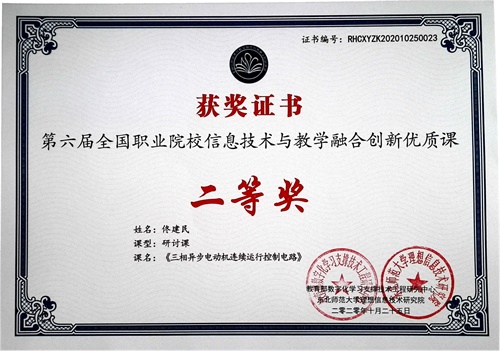 证书编号：RHCXYZK202010250023
获奖证书
第六届全国职业院校信息技术与教学融合创新优质课
二等奖
姓名：佟建民
课型：研讨课
课名：《三相异步电动机连续运行控制电路》
教育部数字化学习支撑技术工程研究中心
东北师范大学理想信息技术研究院
二零二零年十月二十五日